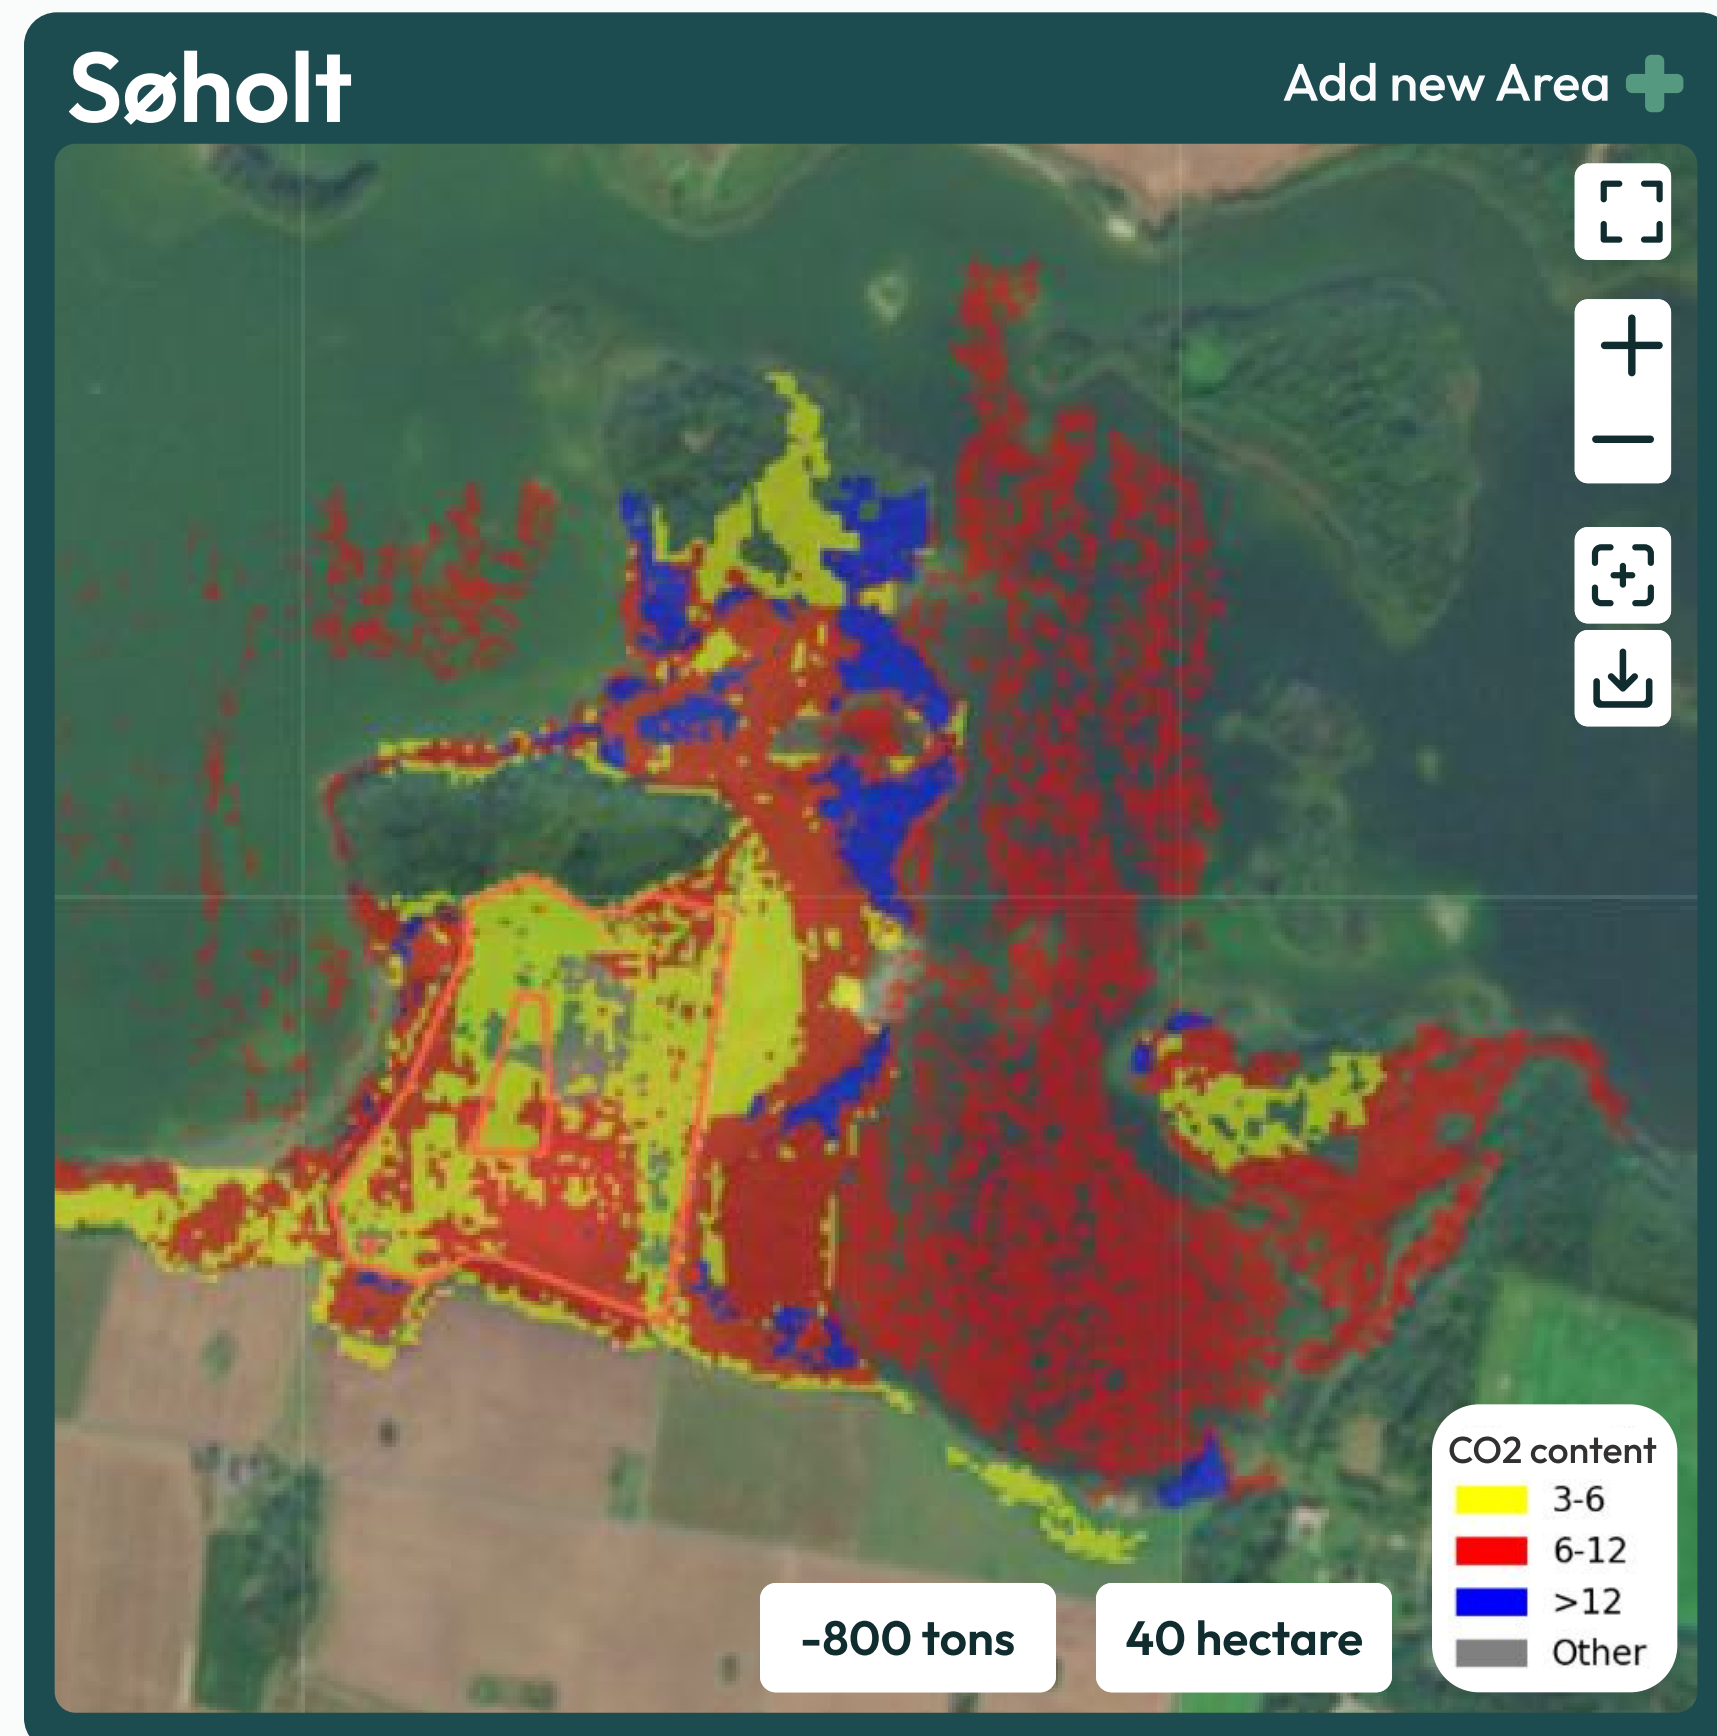 Søholt
Add new Area
CO2 content
3-6
6-12
>12
Other
-800 tons
40 hectare